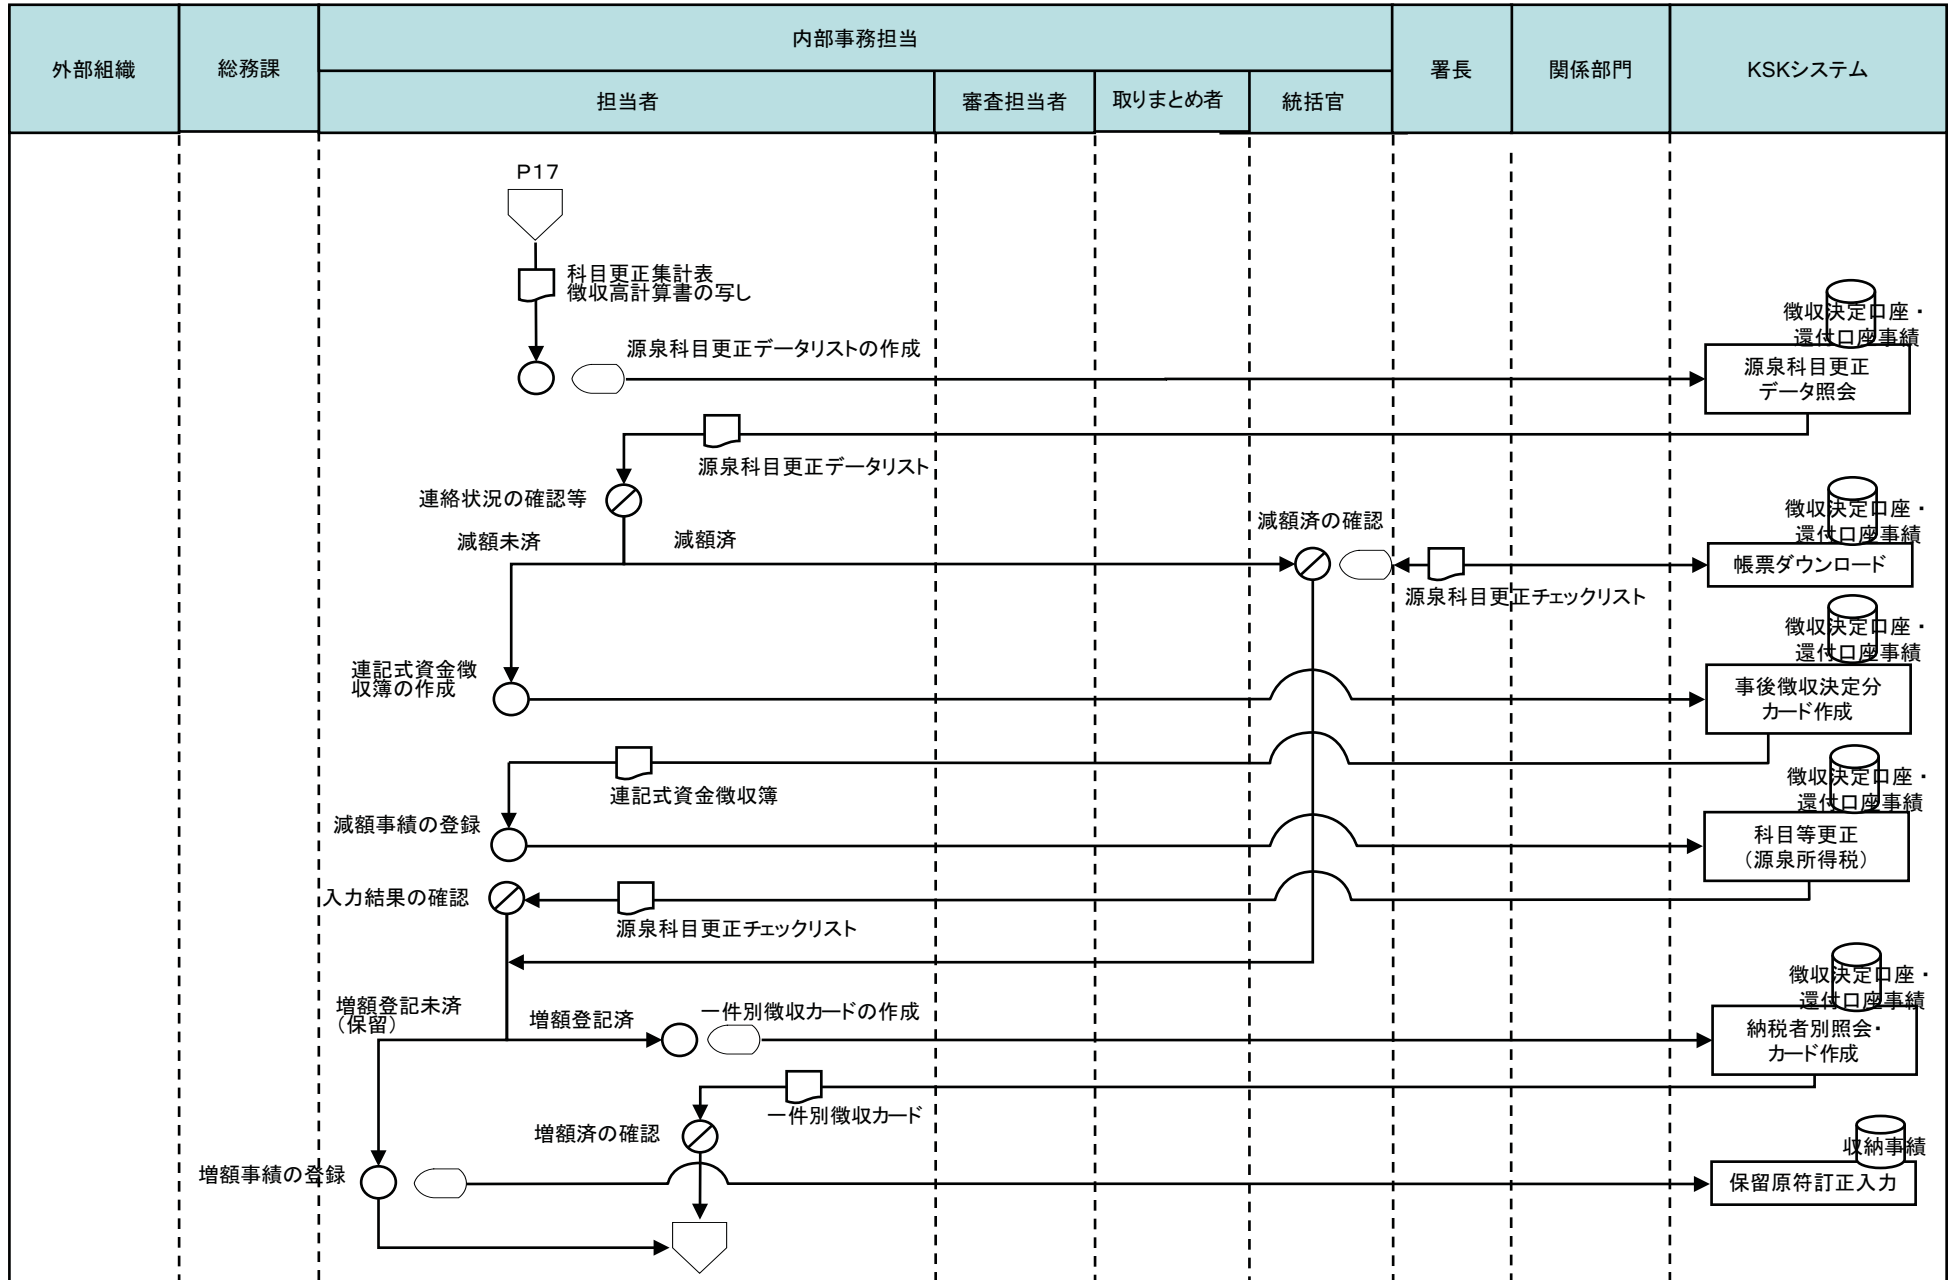 外部組織
総務課
内部事務担当
署長
関係部門
KSKシステム
担当者
審査担当者
取りまとめ者
統括官
P17
科目更正集計表
徴収高計算書の写し
徴収決定口座・
還付口座事績
源泉科目更正データリストの作成
源泉科目更正
データ照会
源泉科目更正データリスト
連絡状況の確認等
減額未済
減額済
減額済の確認
徴収決定口座・
還付口座事績
帳票ダウンロード
源泉科目更正チェックリスト
徴収決定口座・
還付口座事績
連記式資金徴
収簿の作成
事後徴収決定分
カード作成
連記式資金徴収簿
徴収決定口座・
還付口座事績
減額事績の登録
科目等更正
（源泉所得税）
入力結果の確認
源泉科目更正チェックリスト
徴収決定口座・
還付口座事績
増額登記未済
（保留）
増額登記済
一件別徴収カードの作成
納税者別照会・
カード作成
一件別徴収カード
増額済の確認
収納事績
増額事績の登録
保留原符訂正入力